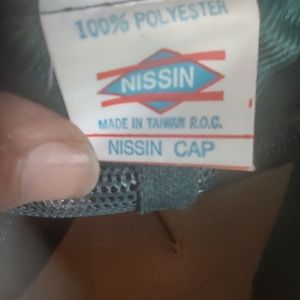 100% POLYESTER
NISSIN
MADE IN TAIWAN R.O.C.
NISSIN CAP